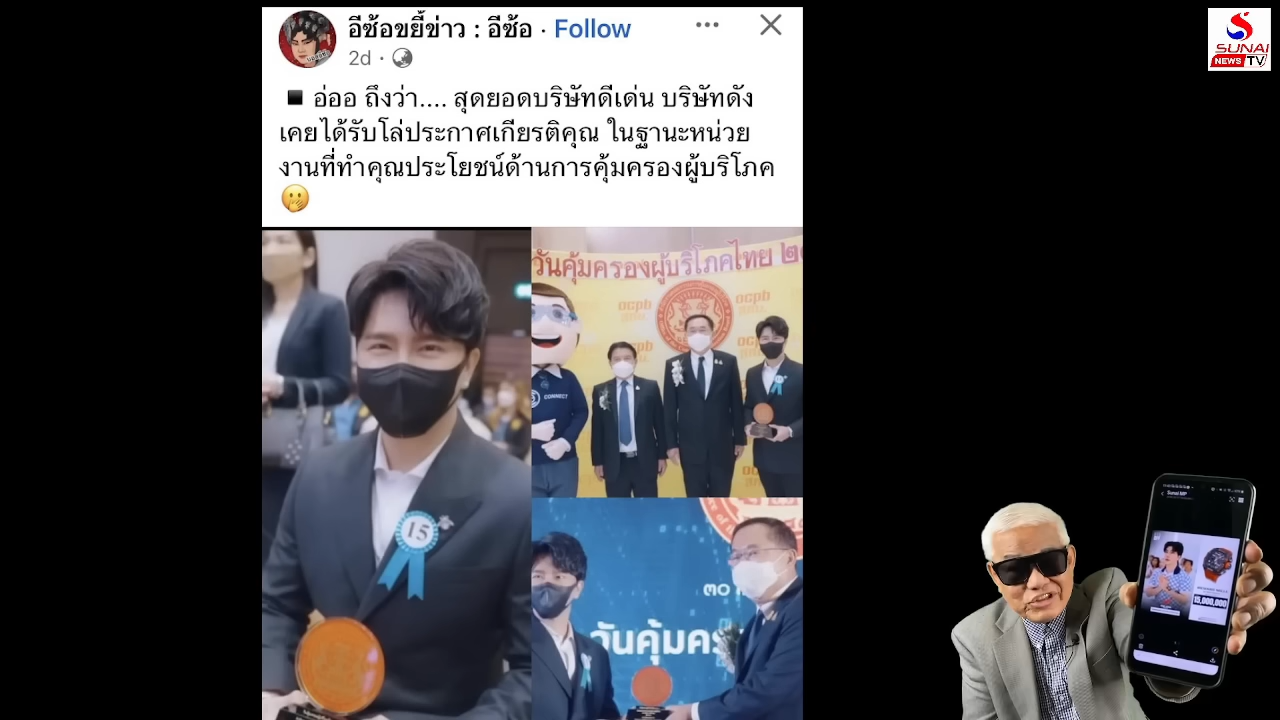 อีซ้อขยี้ข่าว : อีซ้อ · Follow
2d ·
อ่ออ ถึงว่า.... สุดยอดบริษัทดีเด่น บริษัทดัง
เคยได้รับโล่ประกาศเกียรติคุณ ในฐานะหน่วย
งานที่ทำคุณประโยชน์ด้านการคุ้มครองผู้บริโภค
SUNAI
NEWS TV
วันคุ้มครองผู้บริโภคไทย
ocpb
ocpb
CONNECT
15
๓๐
วันคุ้มคร
15,000,000